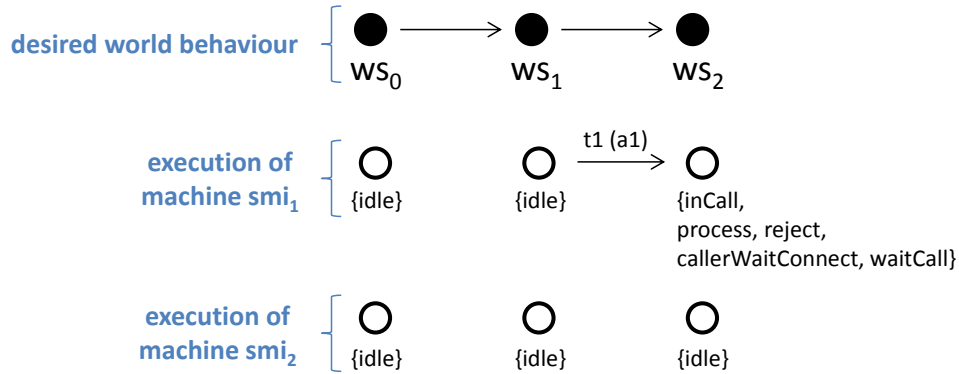 desired world behaviour
ws₀ ws₁ ws₂
t1 (a1)
execution of
machine smi₁
{idle} {idle} {inCall,
process, reject,
callerWaitConnect, waitCall}
execution of
machine smi₂
{idle} {idle} {idle}